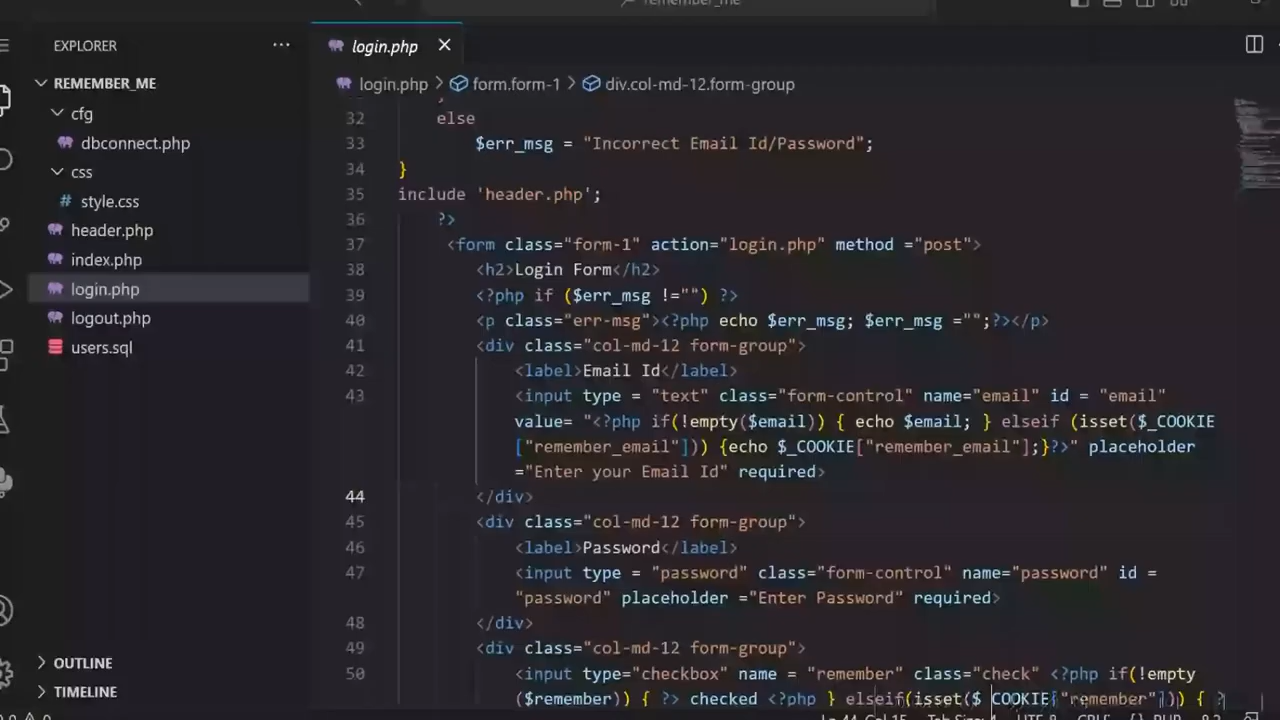 remember_me
EXPLORER ...
login.php
REMEMBER_ME
login.php > form.form-1 > div.col-md-12.form-group
cfg
dbconnect.php
css
style.css
header.php
index.php
login.php
logout.php
users.sql
OUTLINE
TIMELINE
32 else
33 $err_msg = "Incorrect Email Id/Password";
34 }
35 include 'header.php';
36 ?>
37 <form class="form-1" action="login.php" method ="post">
38 <h2>Login Form</h2>
39 <?php if ($err_msg !="") ?>
40 <p class="err-msg"><?php echo $err_msg; $err_msg ="";?></p>
41 <div class="col-md-12 form-group">
42 <label>Email Id</label>
43 <input type = "text" class="form-control" name="email" id = "email"
value= "<?php if(!empty($email)) { echo $email; } elseif (isset($_COOKIE
["remember_email"])) {echo $_COOKIE["remember_email"];}?>" placeholder
="Enter your Email Id" required>
44 </div>
45 <div class="col-md-12 form-group">
46 <label>Password</label>
47 <input type = "password" class="form-control" name="password" id =
"password" placeholder ="Enter Password" required>
48 </div>
49 <div class="col-md-12 form-group">
50 <input type="checkbox" name = "remember" class="check" <?php if(!empty
($remember)) { ?> checked <?php } elseif(isset($_COOKIE["remember"])) { ?